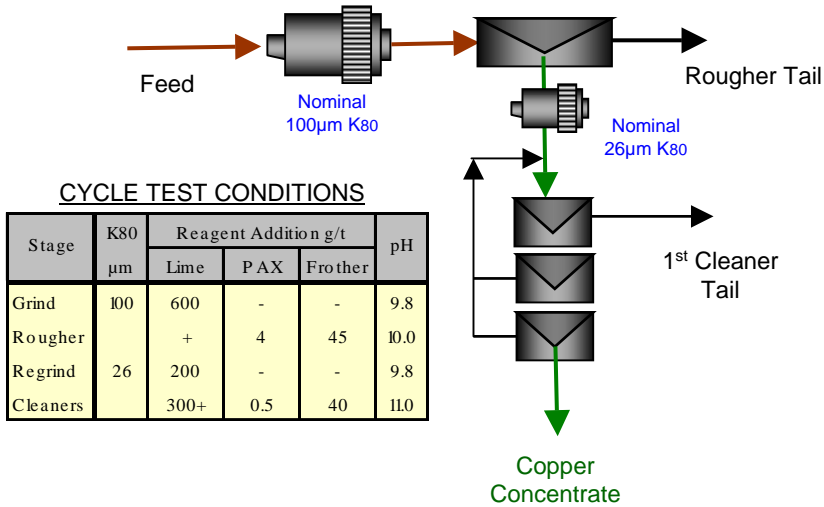 Feed
Nominal
100µm K80
Rougher Tail
Nominal
26µm K80
1st Cleaner
Tail
Copper
Concentrate
CYCLE TEST CONDITIONS
Stage K80 µm Reagent Addition g/t pH
Lime PAX Frother
Grind 100 600 - - 9.8
Rougher + 4 45 10.0
Regrind 26 200 - - 9.8
Cleaners 300+ 0.5 40 11.0